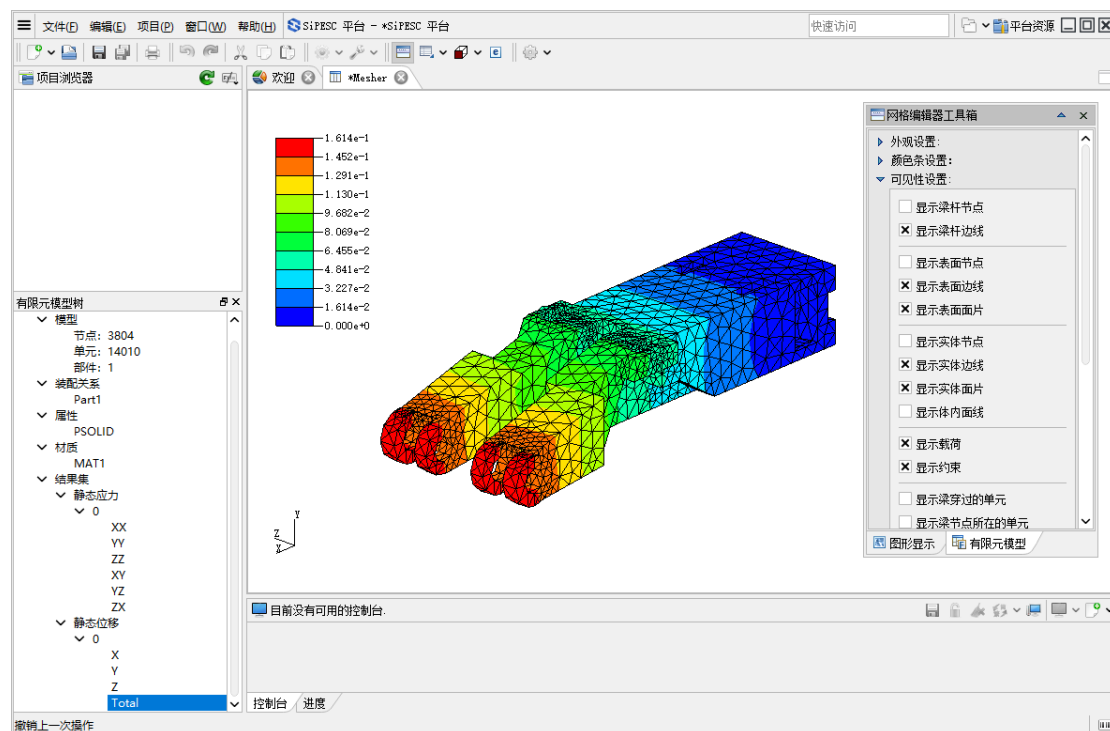 文件(F) 编辑(E) 项目(P) 窗口(W) 帮助(H) SiPESC 平台 - *SiPESC 平台 快速访问 平台资源
项目浏览器
欢迎 *Mesher
网格编辑器工具箱
外观设置:
颜色条设置:
可见性设置:
显示梁杆节点
显示梁杆边线
显示表面节点
显示表面边线
显示表面面片
显示实体节点
显示实体边线
显示实体面片
显示体内面线
显示载荷
显示约束
显示梁穿过的单元
显示梁节点所在的单元
图形显示 有限元模型
1.614e-1
1.452e-1
1.291e-1
1.130e-1
9.682e-2
8.069e-2
6.455e-2
4.841e-2
3.227e-2
1.614e-2
0.000e+0
Y
Z
X
有限元模型树
模型
节点: 3804
单元: 14010
部件: 1
装配关系
Part1
属性
PSOLID
材质
MAT1
结果集
静态应力
0
XX
YY
ZZ
XY
YZ
ZX
静态位移
0
X
Y
Z
Total
目前没有可用的控制台.
控制台 进度
撤销上一次操作